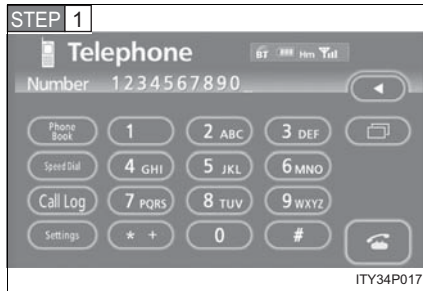 STEP 1
Telephone BT Hm
Number 1234567890_
Phone Book 1 2 ABC 3 DEF
Speed Dial 4 GHI 5 JKL 6 MNO
Call Log 7 PQRS 8 TUV 9 WXYZ
Settings * + 0 #
ITY34P017